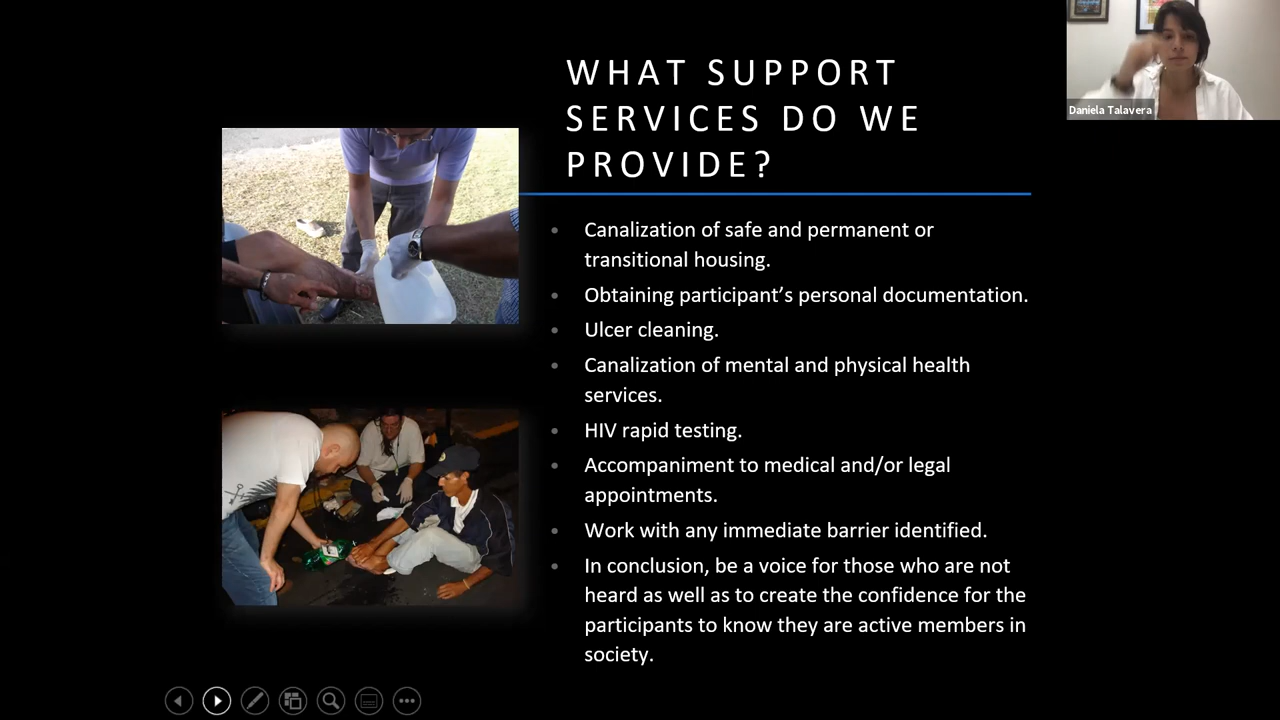 WHAT SUPPORT
SERVICES DO WE
PROVIDE?
Daniela Talavera
• Canalization of safe and permanent or
transitional housing.
• Obtaining participant’s personal documentation.
• Ulcer cleaning.
• Canalization of mental and physical health
services.
• HIV rapid testing.
• Accompaniment to medical and/or legal
appointments.
• Work with any immediate barrier identified.
• In conclusion, be a voice for those who are not
heard as well as to create the confidence for the
participants to know they are active members in
society.